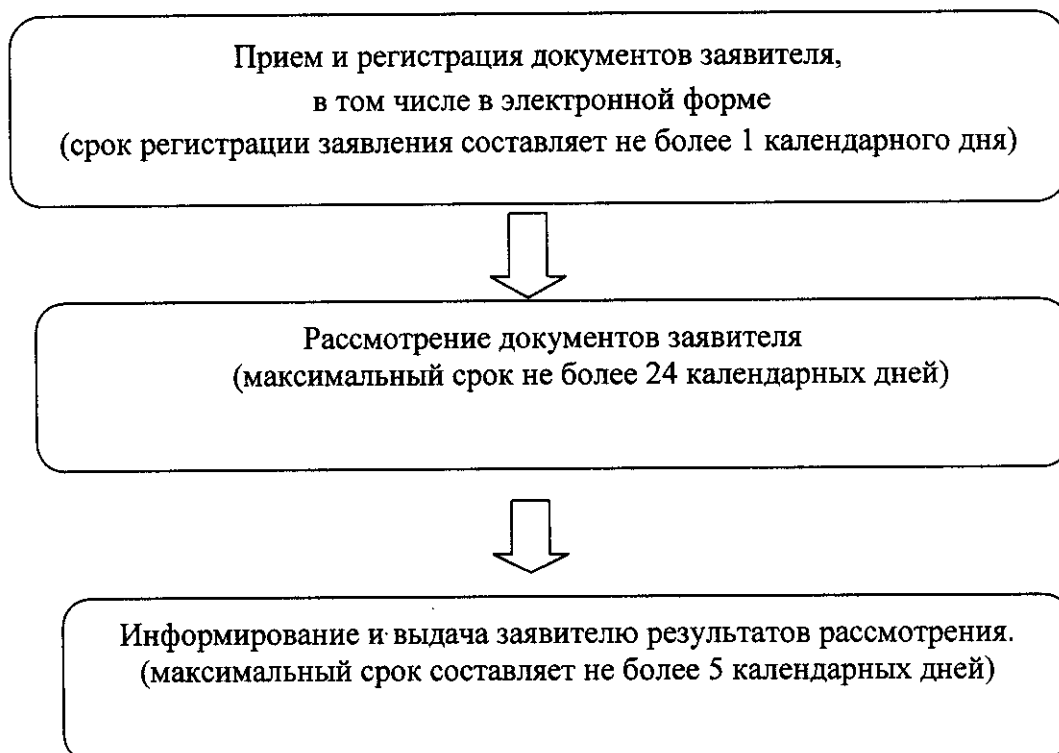 Прием и регистрация документов заявителя,
в том числе в электронной форме
(срок регистрации заявления составляет не более 1 календарного дня)
Рассмотрение документов заявителя
(максимальный срок не более 24 календарных дней)
Информирование и выдача заявителю результатов рассмотрения.
(максимальный срок составляет не более 5 календарных дней)